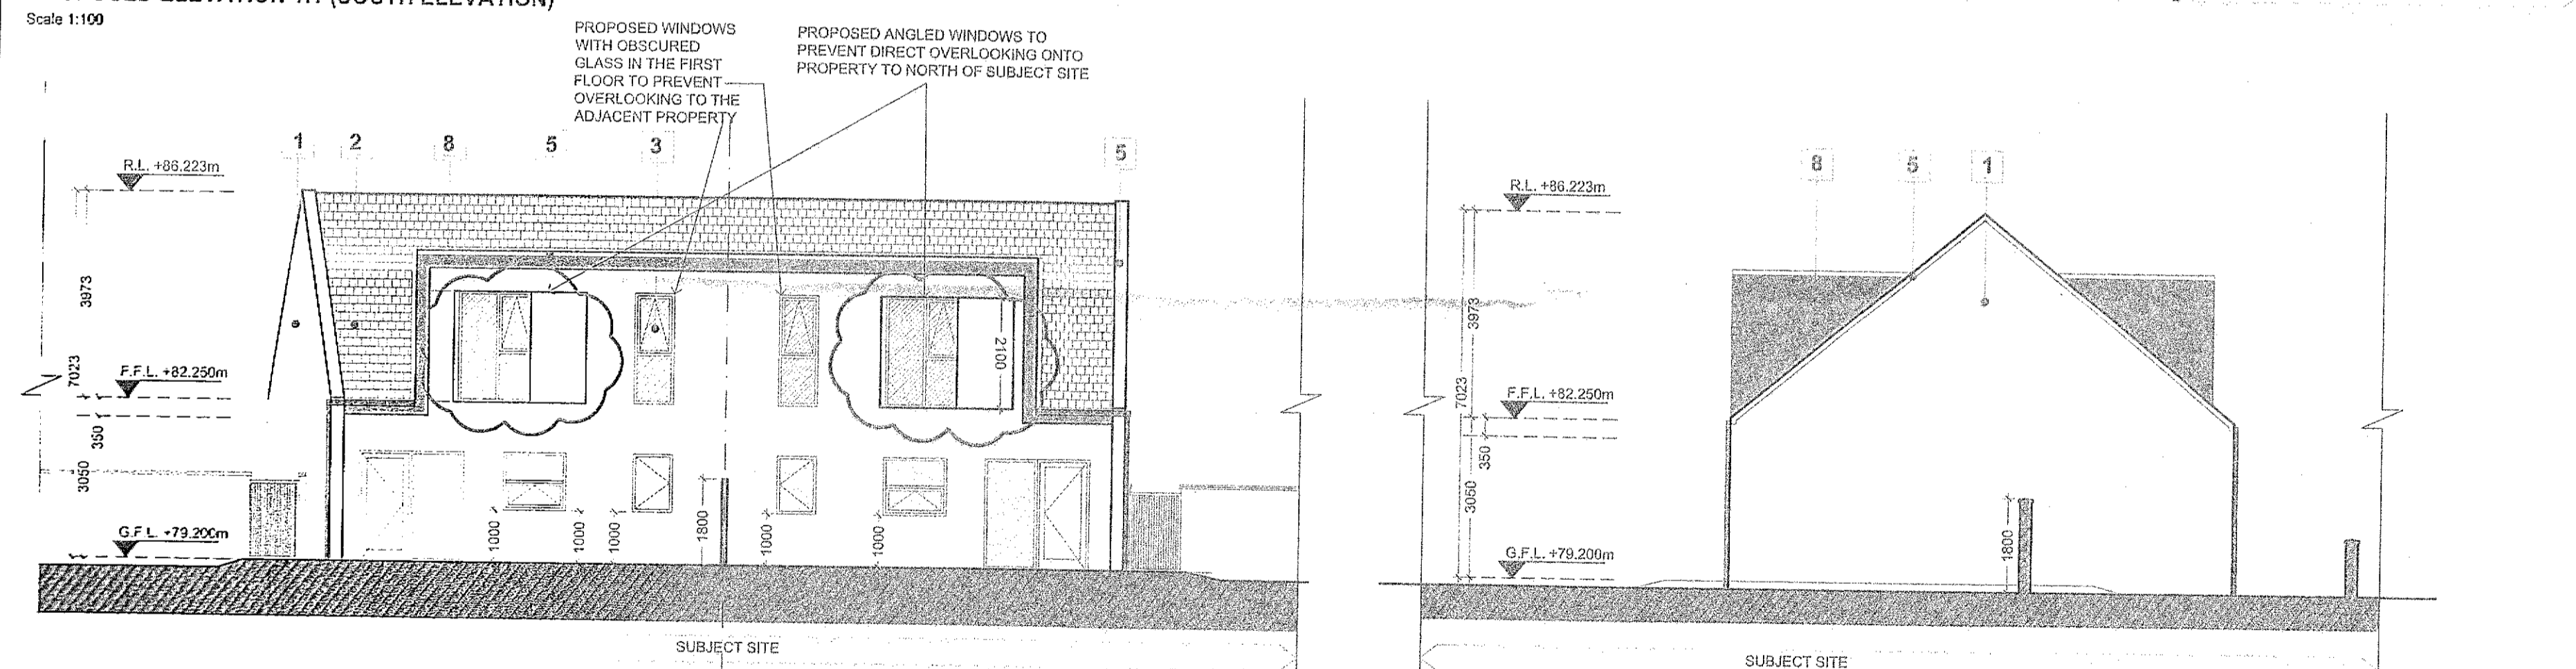 (SOUTH ELEVATION)
Scale 1:100
PROPOSED WINDOWS
WITH OBSCURED
GLASS IN THE FIRST
FLOOR TO PREVENT
OVERLOOKING TO THE
ADJACENT PROPERTY
PROPOSED ANGLED WINDOWS TO
PREVENT DIRECT OVERLOOKING ONTO
PROPERTY TO NORTH OF SUBJECT SITE
1 2 8 5 3 5
R.L. +86.223m
3973
7023
F.F.L. +82.250m
350
3050
G.F.L. +79.200m
2100
1000 1000 1000 1800 1000 1000
SUBJECT SITE
8 5 1
R.L. +86.223m
3973
7023
F.F.L. +82.250m
350
3050
G.F.L. +79.200m
1800
SUBJECT SITE